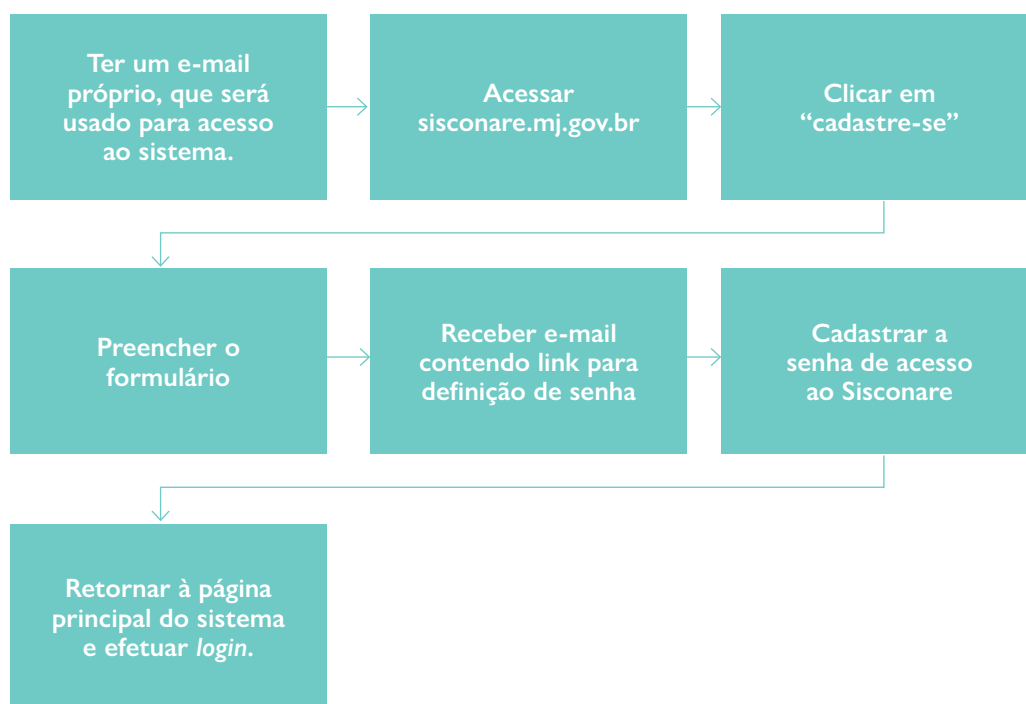 Ter um e-mail
próprio, que será
usado para acesso
ao sistema.
Acessar
sisconare.mj.gov.br
Clicar em
“cadastre-se”
Preencher o
formulário
Receber e-mail
contendo link para
definição de senha
Cadastrar a
senha de acesso
ao Sisconare
Retornar à página
principal do sistema
e efetuar login.